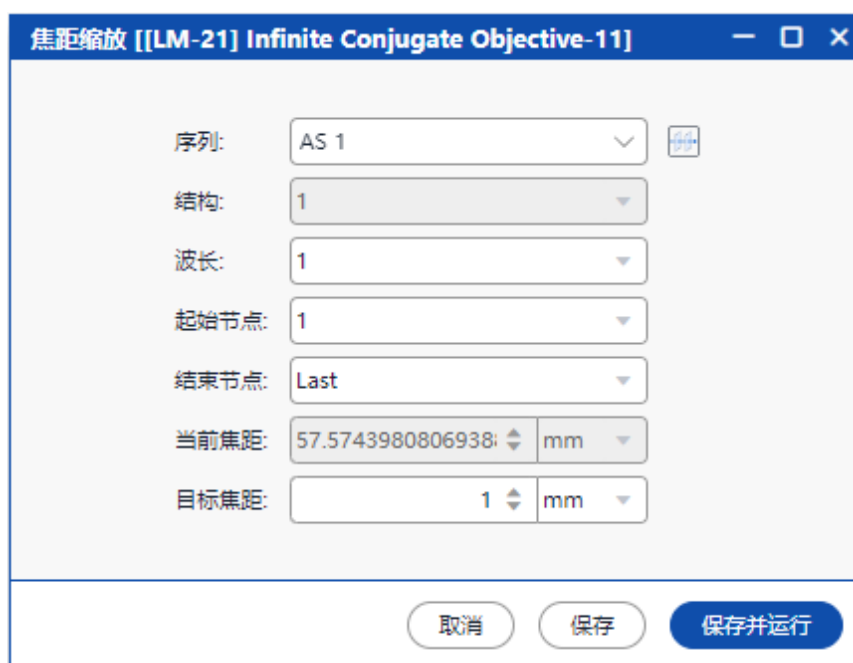 焦距缩放 [[LM-21] Infinite Conjugate Objective-11]
序列: AS 1
结构: 1
波长: 1
起始节点: 1
结束节点: Last
当前焦距: 57.574398080693 mm
目标焦距: 1 mm
取消 保存 保存并运行